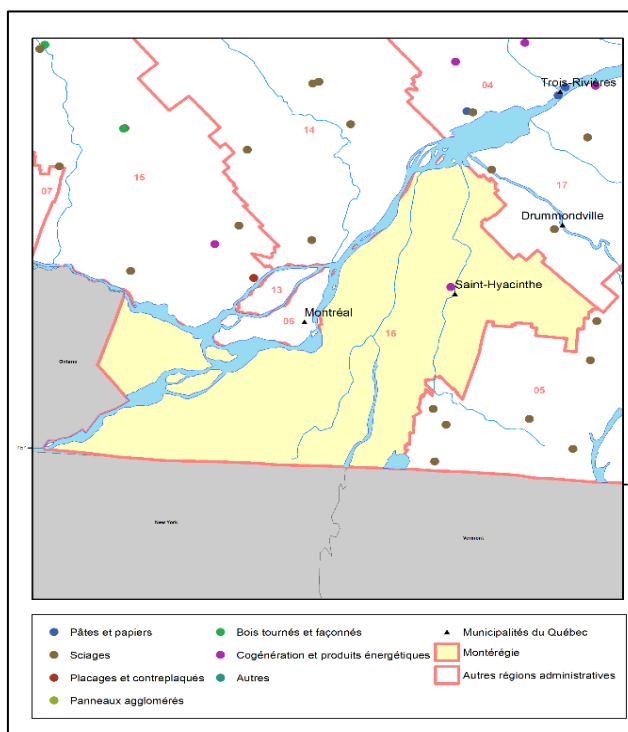 04
Trois-Rivières
14
07
15
17
Drummondville
13
Saint-Hyacinthe
06
Montréal
16
Ontario
05
New York
Vermont
Pâtes et papiers
Sciages
Placages et contreplaqués
Panneaux agglomérés
Bois tournés et façonnés
Cogénération et produits énergétiques
Autres
Municipalités du Québec
Montérégie
Autres régions administratives